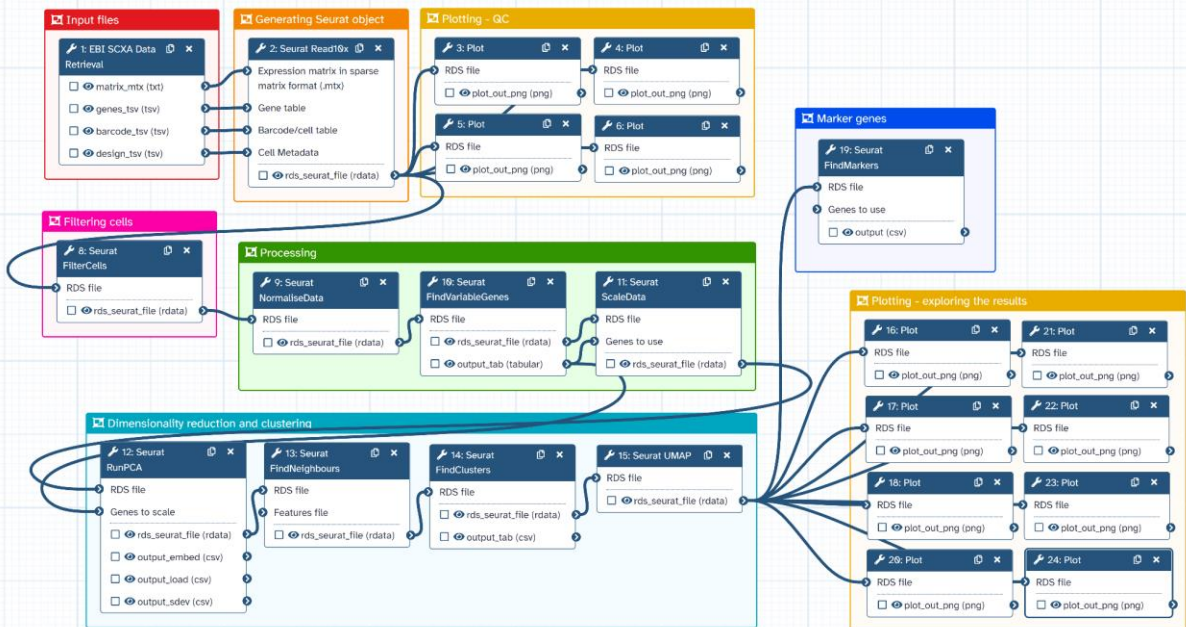 Input files
1: EBI SCXA Data
Retrieval
matrix_mtx (txt)
genes_tsv (tsv)
barcode_tsv (tsv)
design_tsv (tsv)
Generating Seurat object
2: Seurat Read10x
Expression matrix in sparse
matrix format (.mtx)
Gene table
Barcode/cell table
Cell Metadata
rds_seurat_file (rdata)
Plotting - QC
3: Plot
RDS file
plot_out_png (png)
4: Plot
RDS file
plot_out_png (png)
5: Plot
RDS file
plot_out_png (png)
6: Plot
RDS file
plot_out_png (png)
Marker genes
19: Seurat
FindMarkers
RDS file
Genes to use
output (csv)
Filtering cells
8: Seurat
FilterCells
RDS file
rds_seurat_file (rdata)
Processing
9: Seurat
NormaliseData
RDS file
rds_seurat_file (rdata)
10: Seurat
FindVariableGenes
RDS file
rds_seurat_file (rdata)
output_tab (tabular)
11: Seurat
ScaleData
RDS file
Genes to use
rds_seurat_file (rdata)
Plotting - exploring the results
16: Plot
RDS file
plot_out_png (png)
21: Plot
RDS file
plot_out_png (png)
17: Plot
RDS file
plot_out_png (png)
22: Plot
RDS file
plot_out_png (png)
18: Plot
RDS file
plot_out_png (png)
23: Plot
RDS file
plot_out_png (png)
20: Plot
RDS file
plot_out_png (png)
24: Plot
RDS file
plot_out_png (png)
Dimensionality reduction and clustering
12: Seurat
RunPCA
RDS file
Genes to scale
rds_seurat_file (rdata)
output_embed (csv)
output_load (csv)
output_sdev (csv)
13: Seurat
FindNeighbours
RDS file
Features file
rds_seurat_file (rdata)
14: Seurat
FindClusters
RDS file
rds_seurat_file (rdata)
output_tab (csv)
15: Seurat UMAP
RDS file
rds_seurat_file (rdata)